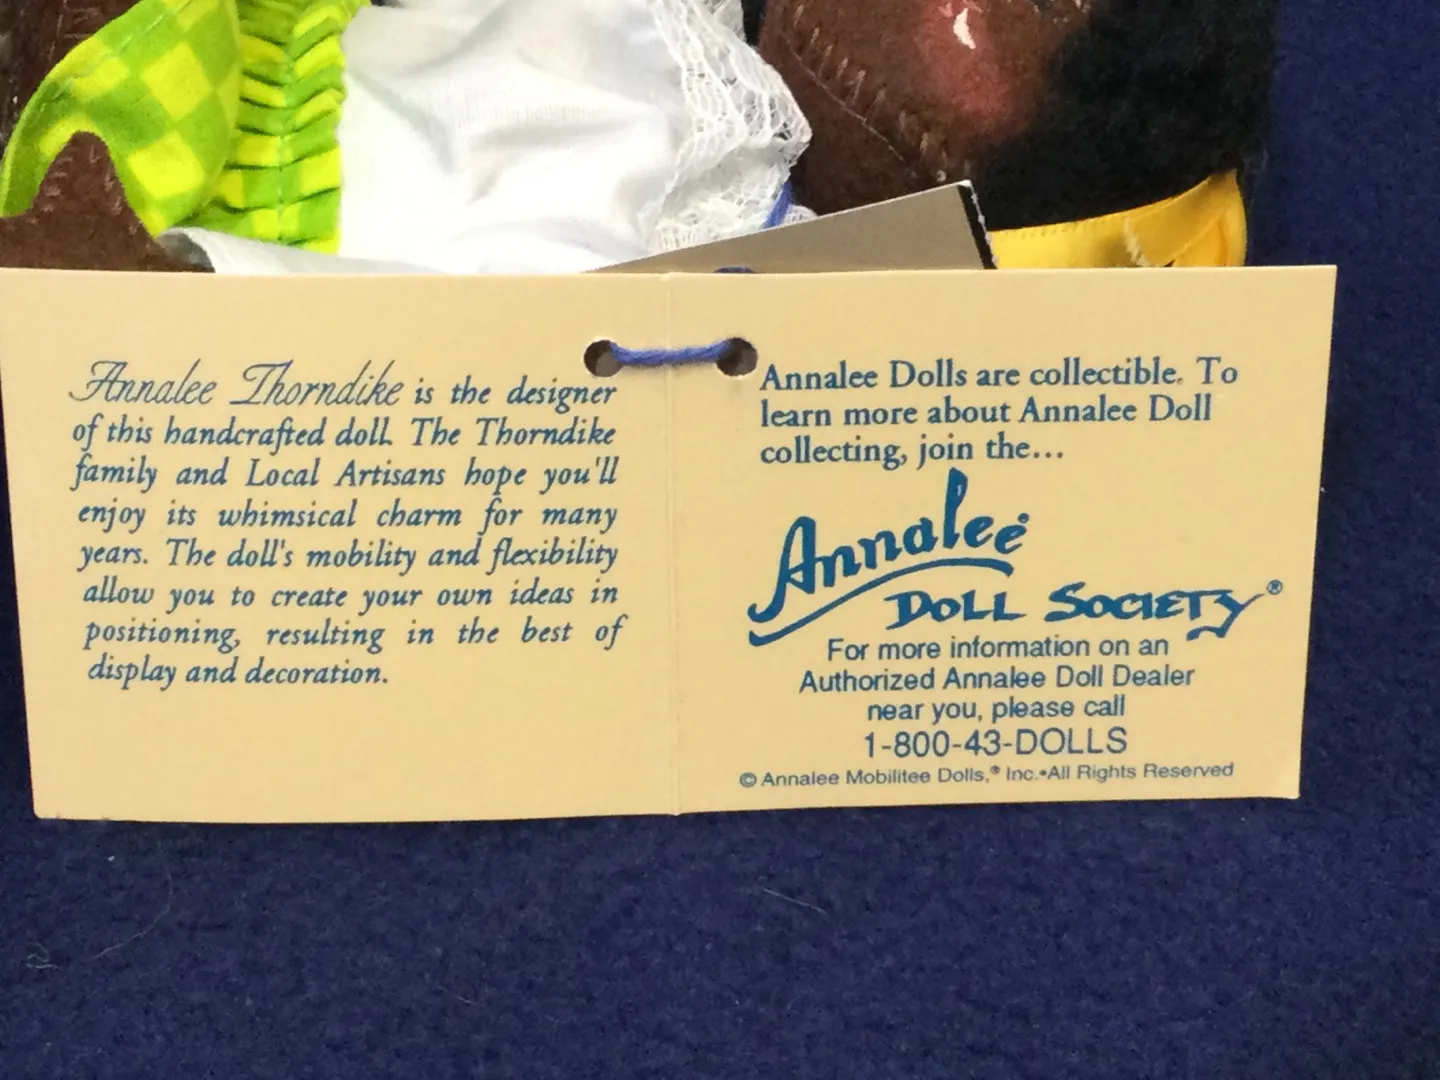 Annalee Thorndike is the designer
of this handcrafted doll. The Thorndike
family and Local Artisans hope you'll
enjoy its whimsical charm for many
years. The doll's mobility and flexibility
allow you to create your own ideas in
positioning, resulting in the best of
display and decoration.
Annalee Dolls are collectible. To
learn more about Annalee Doll
collecting, join the...
Annalee
DOLL SOCIETY®
For more information on an
Authorized Annalee Doll Dealer
near you, please call
1-800-43-DOLLS
© Annalee Mobilitee Dolls,® Inc.•All Rights Reserved